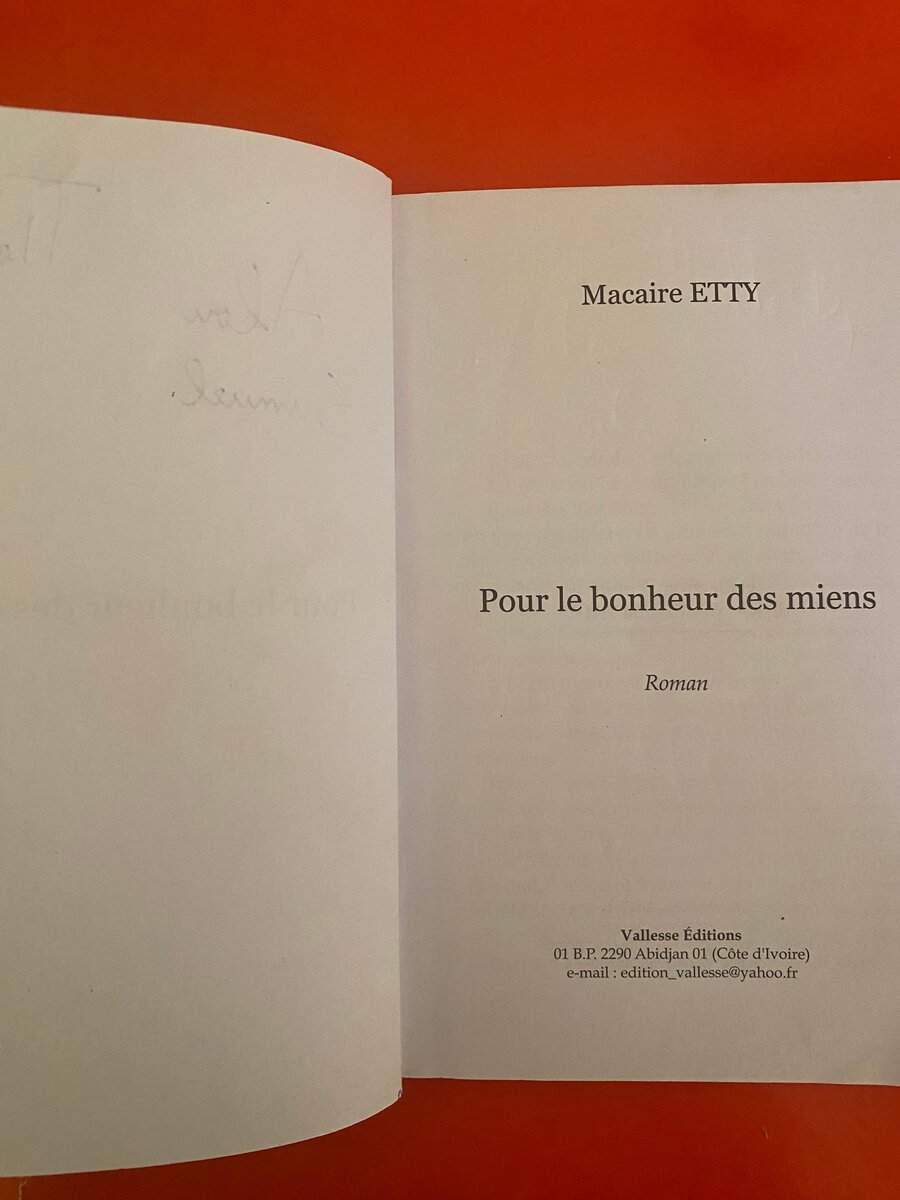 Macaire ETTY
Pour le bonheur des miens
Roman
Vallesse Éditions
01 B.P. 2290 Abidjan 01 (Côte d'Ivoire)
e-mail : edition_vallesse@yahoo.fr